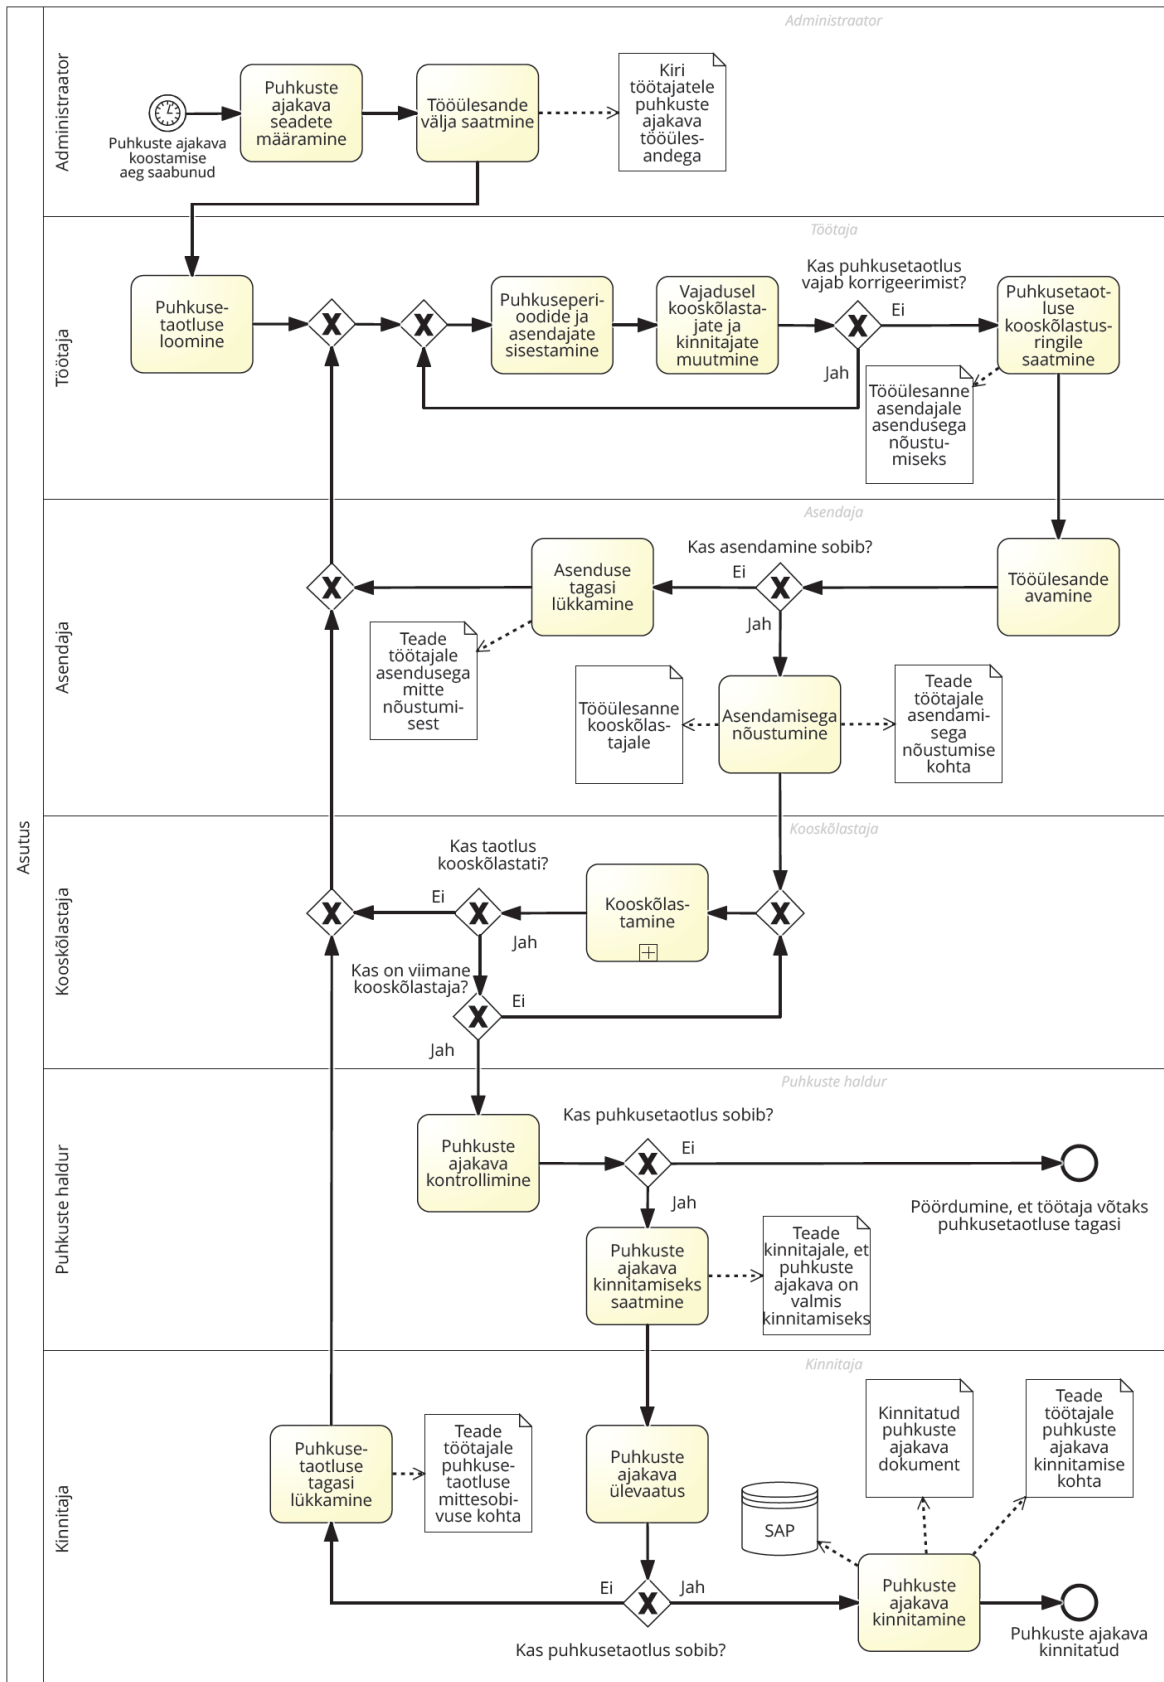 Asutus
Administraator
Administraator
Puhkuste ajakava
koostamise
aeg saabunud
Puhkuste
ajakava
seadete
määramine
Tööülesande
välja saatmine
Kiri
töötajatele
puhkuste
ajakava
tööüles-
andega
Töötaja
Töötaja
Puhkuse-
taotluse
loomine
Puhkuseperi-
oodide ja
asendajate
sisestamine
Vajadusel
kooskõlasta-
jate ja
kinnitajate
muutmine
Kas puhkusetaotlus
vajab korrigeerimist?
Ei
Jah
Puhkusetaot-
luse
kooskõlastus-
ringile
saatmine
Tööülesanne
asendajale
asendusega
nõustu-
miseks
Asendaja
Asendaja
Tööülesande
avamine
Kas asendamine sobib?
Ei
Jah
Asenduse
tagasi
lükkamine
Teade
töötajale
asendusega
mitte
nõustumi-
sest
Tööülesanne
kooskõlas-
tajale
Asendamisega
nõustumine
Teade
töötajale
asendami-
sega
nõustumise
kohta
Kooskõlastaja
Kooskõlastaja
Kas taotlus
kooskõlastati?
Ei
Jah
Kooskõlas-
tamine
Kas on viimane
kooskõlastaja?
Ei
Jah
Puhkuste haldur
Puhkuste haldur
Puhkuste
ajakava
kontrollimine
Kas puhkusetaotlus sobib?
Ei
Jah
Pöördumine, et töötaja võtaks
puhkusetaotluse tagasi
Puhkuste
ajakava
kinnitamiseks
saatmine
Teade
kinnitajale, et
puhkuste
ajakava on
valmis
kinnitamiseks
Kinnitaja
Kinnitaja
Puhkuse-
taotluse
tagasi
lükkamine
Teade
töötajale
puhkuse-
taotluse
mittesobi-
vuse kohta
Puhkuste
ajakava
ülevaatus
Kinnitatud
puhkuste
ajakava
dokument
Teade
töötajale
puhkuste
ajakava
kinnitamise
kohta
SAP
Ei
Jah
Kas puhkusetaotlus sobib?
Puhkuste
ajakava
kinnitamine
Puhkuste ajakava
kinnitatud